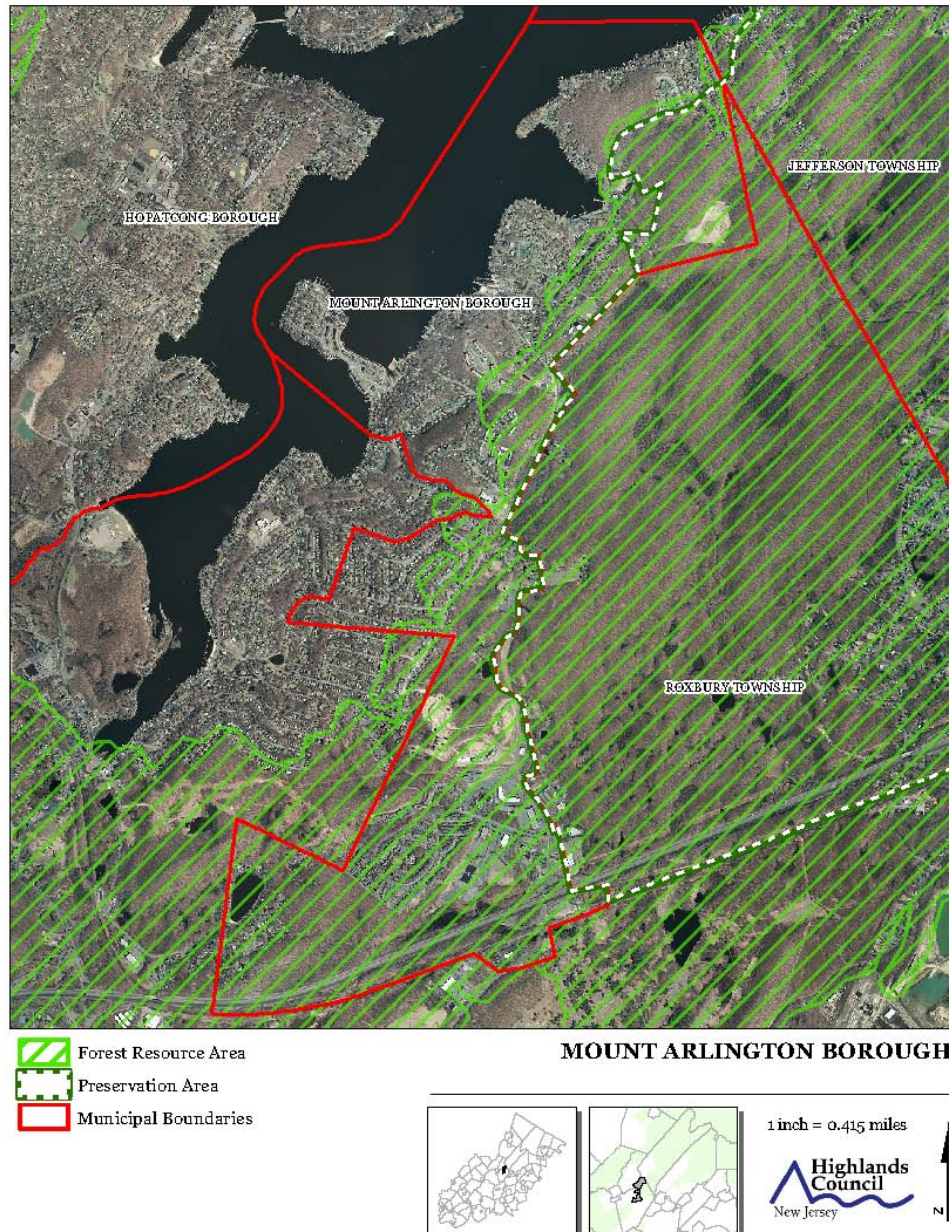 JEFFERSON TOWNSHIP
HOPATCONG BOROUGH
MOUNT ARLINGTON BOROUGH
ROXBURY TOWNSHIP
Forest Resource Area
Preservation Area
Municipal Boundaries
MOUNT ARLINGTON BOROUGH
1 inch = 0.415 miles
Highlands
Council
New Jersey
N